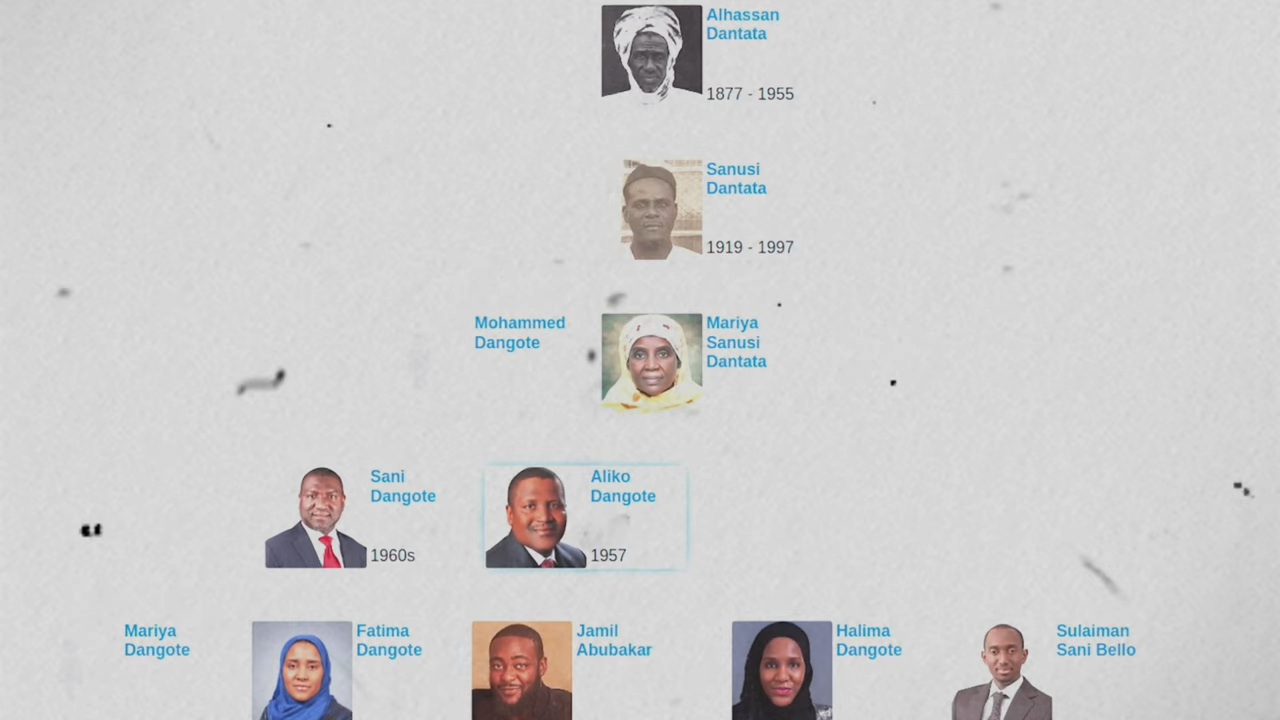 Alhassan
Dantata
1877 - 1955
Sanusi
Dantata
1919 - 1997
Mohammed
Dangote
Mariya
Sanusi
Dantata
Sani
Dangote
1960s
Aliko
Dangote
1957
Mariya
Dangote
Fatima
Dangote
Jamil
Abubakar
Halima
Dangote
Sulaiman
Sani Bello